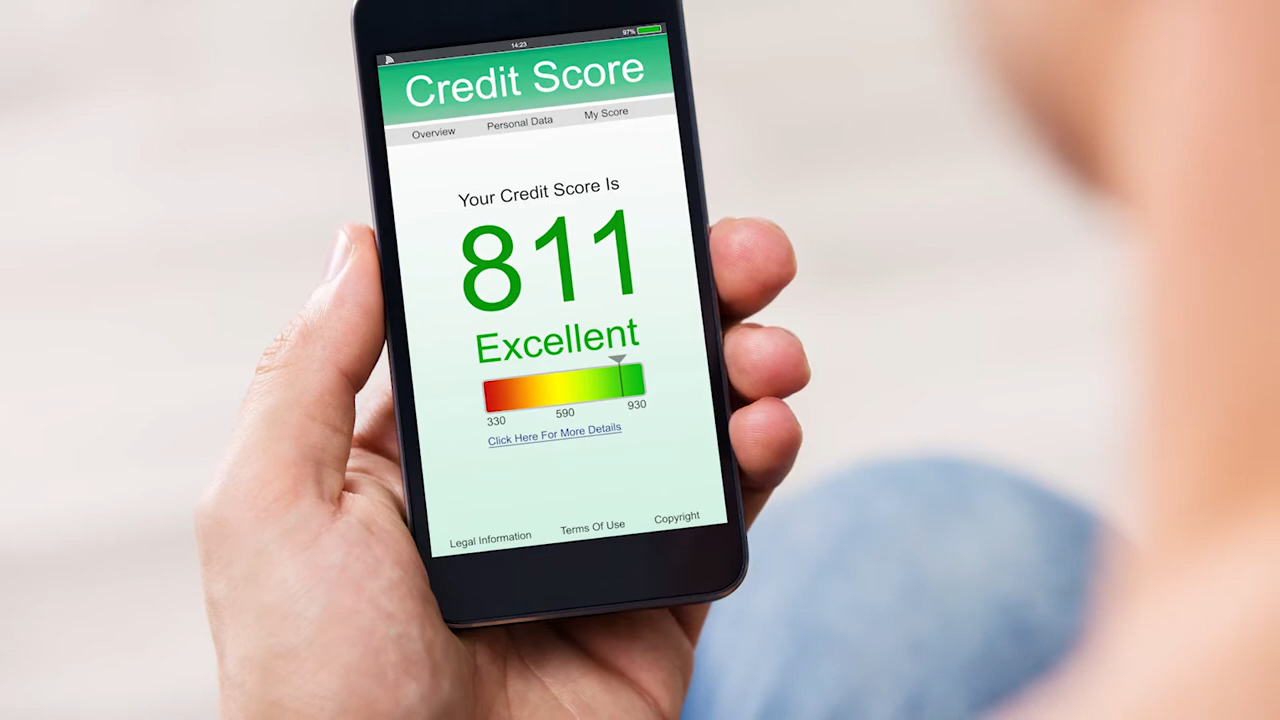 14:23 97%
Credit Score
Overview Personal Data My Score
Your Credit Score Is
811
Excellent
330 590 930
Click Here For More Details
Legal Information Terms Of Use Copyright